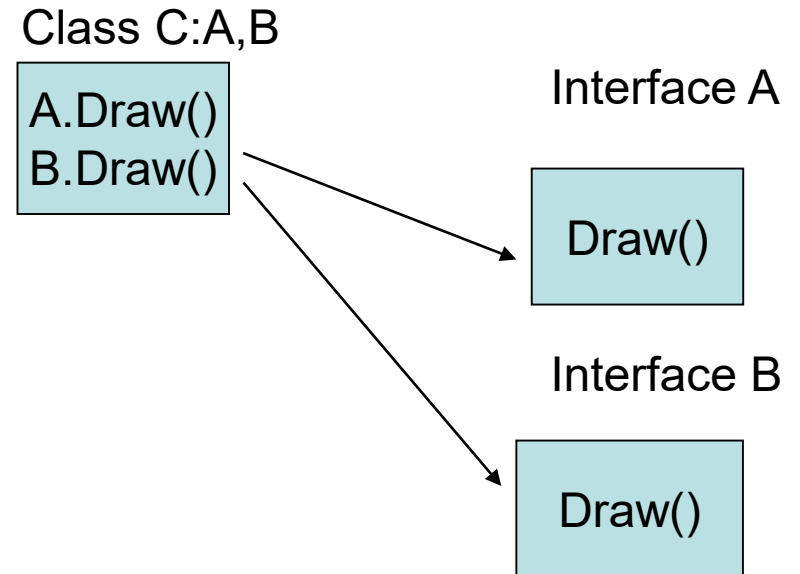 Class C:A,B
A.Draw()
B.Draw()
Interface A
Draw()
Interface B
Draw()